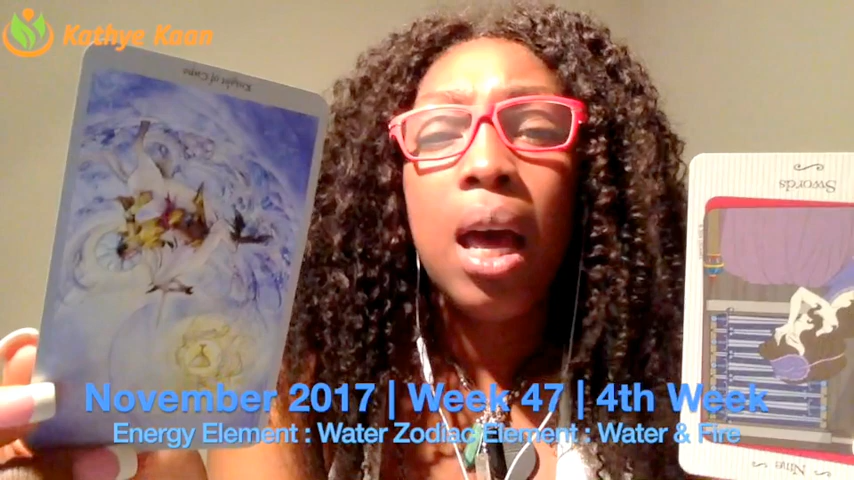 Kathye Kaan
Knight of Cups
Swords
November 2017 | Week 47 | 4th Week
Energy Element : Water Zodiac Element : Water & Fire
Nine